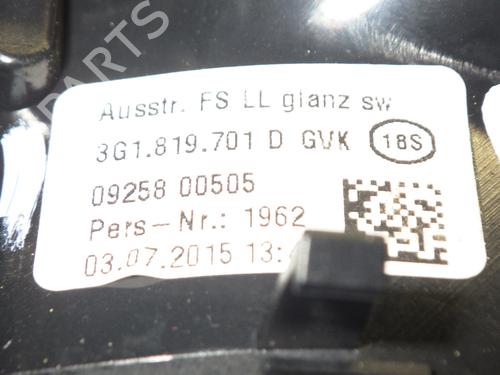 PARTS
Ausstr. FS LL glanz sw
3G1.819.701 D GVK 18S
09258 00505
Pers-Nr.: 1962
03.07.2015 13: